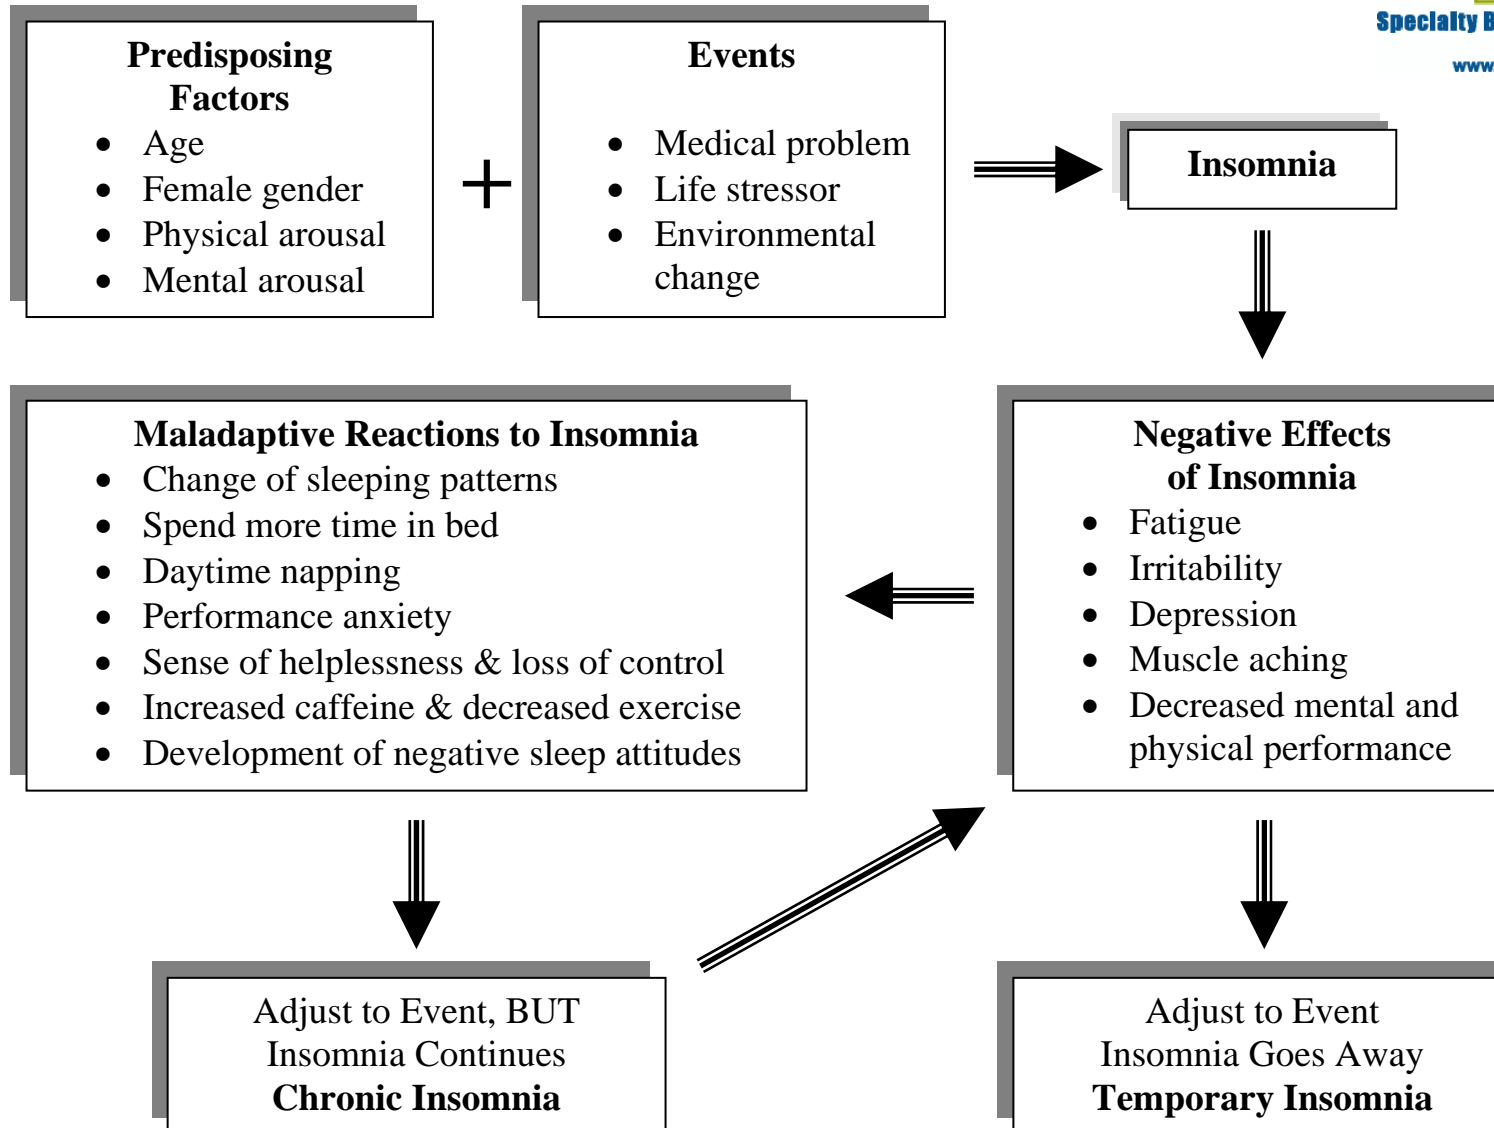 Specialty B
www.
Predisposing
Factors
• Age
• Female gender
• Physical arousal
• Mental arousal
+
Events
• Medical problem
• Life stressor
• Environmental
change
Insomnia
Maladaptive Reactions to Insomnia
• Change of sleeping patterns
• Spend more time in bed
• Daytime napping
• Performance anxiety
• Sense of helplessness & loss of control
• Increased caffeine & decreased exercise
• Development of negative sleep attitudes
Negative Effects
of Insomnia
• Fatigue
• Irritability
• Depression
• Muscle aching
• Decreased mental and
physical performance
Adjust to Event, BUT
Insomnia Continues
Chronic Insomnia
Adjust to Event
Insomnia Goes Away
Temporary Insomnia